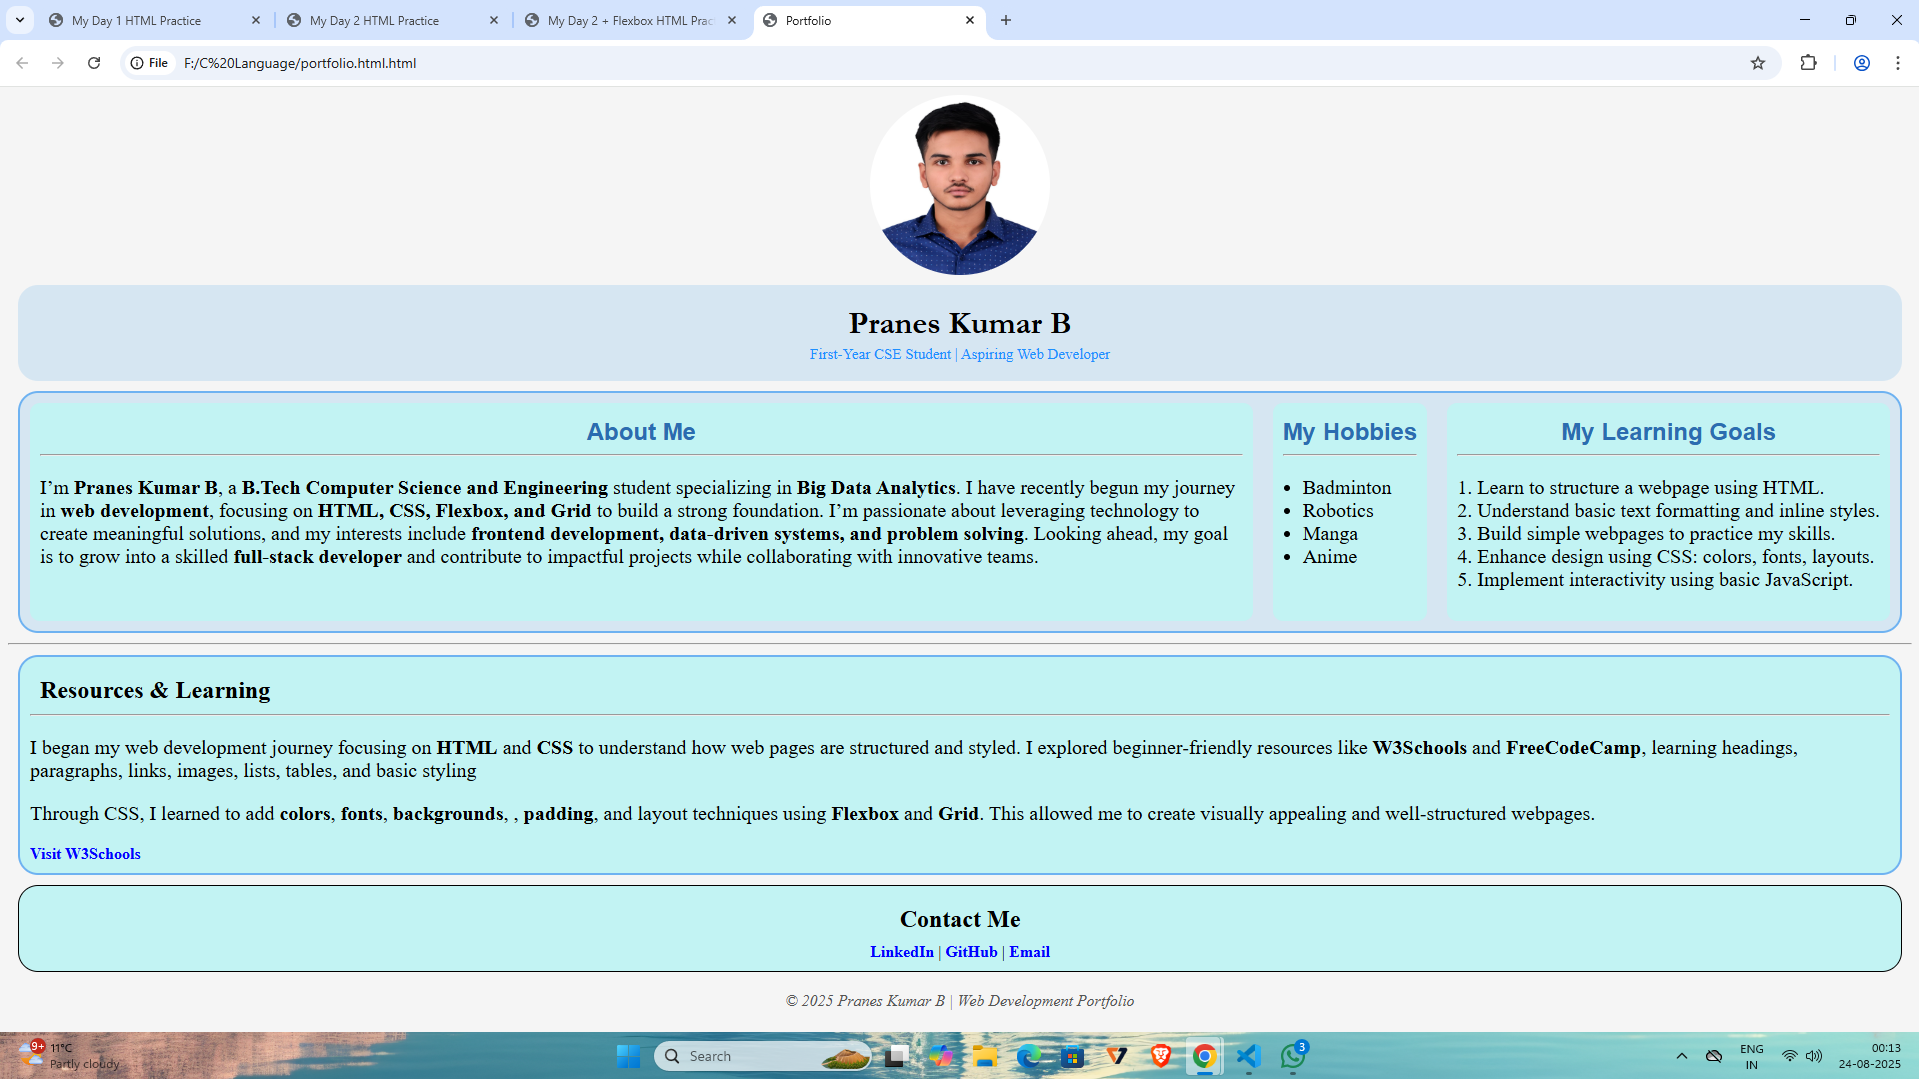 My Day 1 HTML Practice
My Day 2 HTML Practice
My Day 2 + Flexbox HTML Prac
Portfolio
File
F:/C%20Language/portfolio.html.html
Pranes Kumar B
First-Year CSE Student | Aspiring Web Developer
About Me
I’m Pranes Kumar B, a B.Tech Computer Science and Engineering student specializing in Big Data Analytics. I have recently begun my journey
in web development, focusing on HTML, CSS, Flexbox, and Grid to build a strong foundation. I’m passionate about leveraging technology to
create meaningful solutions, and my interests include frontend development, data-driven systems, and problem solving. Looking ahead, my goal
is to grow into a skilled full-stack developer and contribute to impactful projects while collaborating with innovative teams.
My Hobbies
• Badminton
• Robotics
• Manga
• Anime
My Learning Goals
1. Learn to structure a webpage using HTML.
2. Understand basic text formatting and inline styles.
3. Build simple webpages to practice my skills.
4. Enhance design using CSS: colors, fonts, layouts.
5. Implement interactivity using basic JavaScript.
Resources & Learning
I began my web development journey focusing on HTML and CSS to understand how web pages are structured and styled. I explored beginner-friendly resources like W3Schools and FreeCodeCamp, learning headings,
paragraphs, links, images, lists, tables, and basic styling
Through CSS, I learned to add colors, fonts, backgrounds, , padding, and layout techniques using Flexbox and Grid. This allowed me to create visually appealing and well-structured webpages.
Visit W3Schools
Contact Me
LinkedIn | GitHub | Email
© 2025 Pranes Kumar B | Web Development Portfolio
9+
11°C
Partly cloudy
Search
3
ENG
IN
00:13
24-08-2025